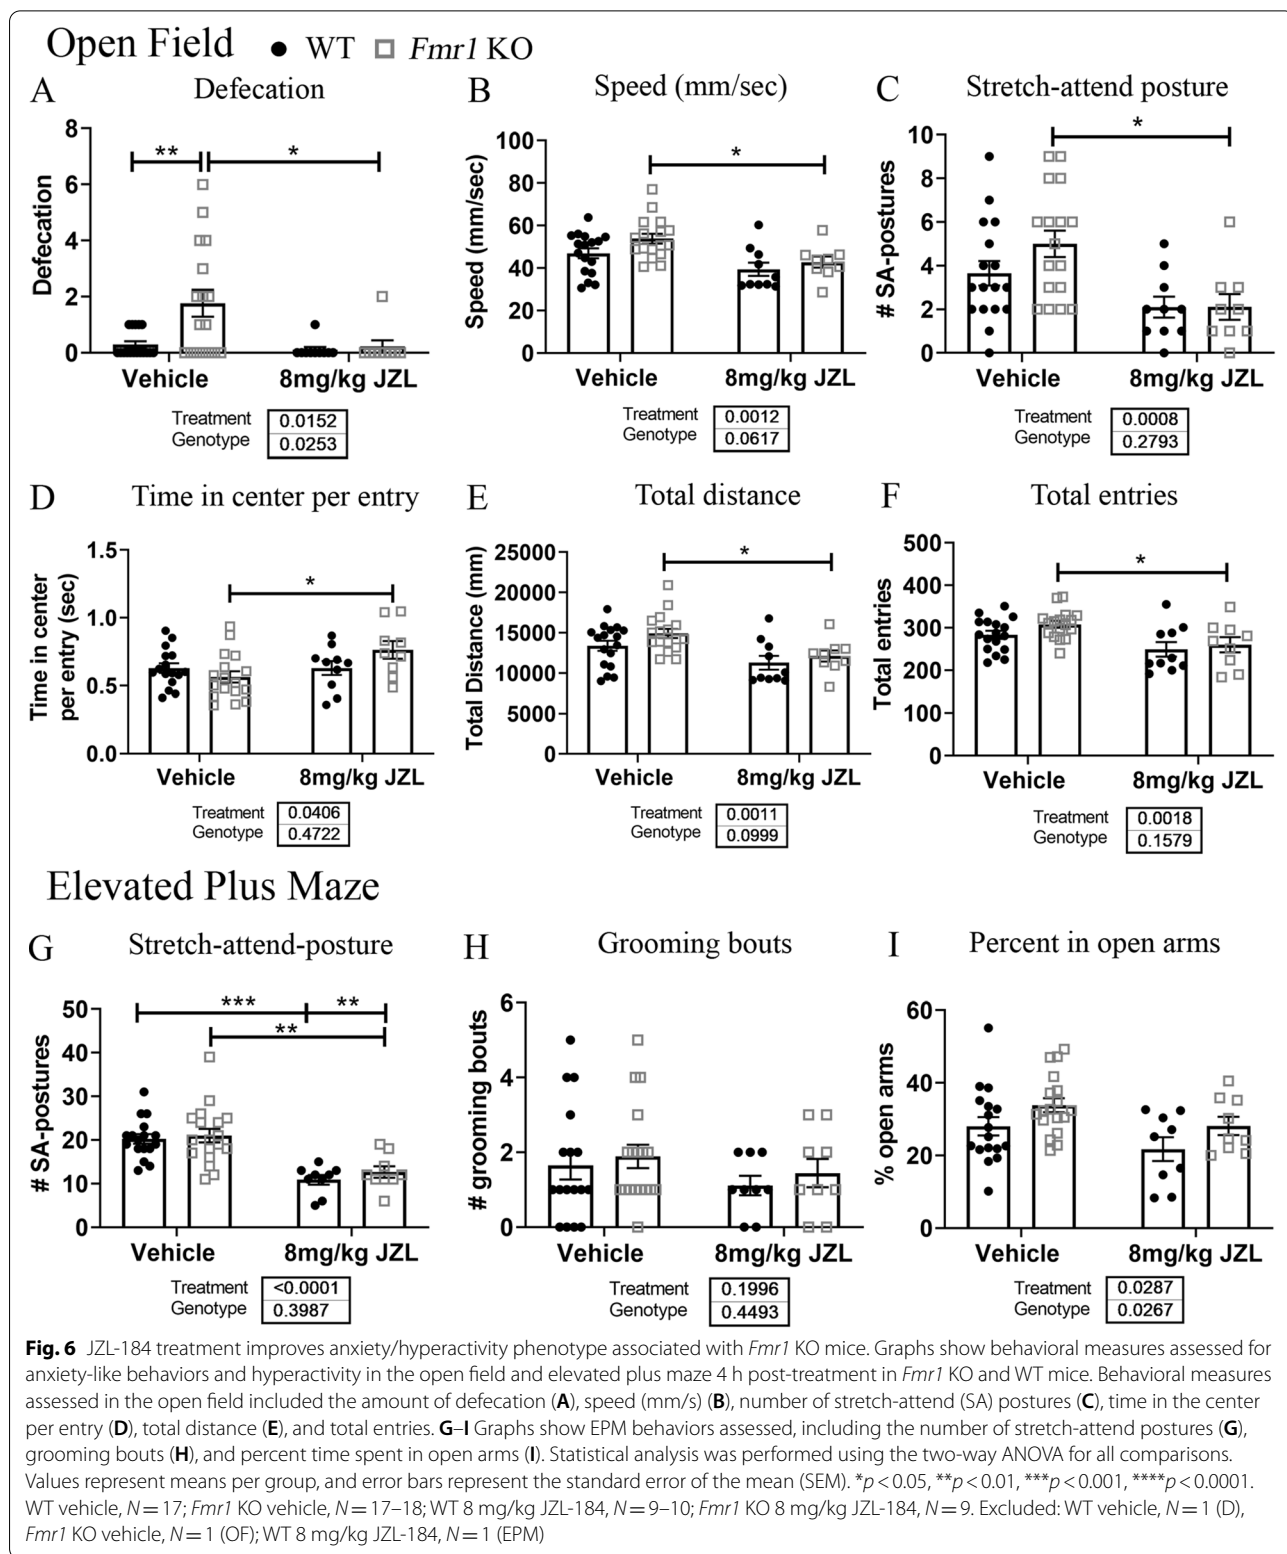 Open Field ● WT □ Fmr1 KO
A Defecation
B Speed (mm/sec)
C Stretch-attend posture
Defecation
8
6
4
2
0
** *
Vehicle 8mg/kg JZL
Treatment 0.0152
Genotype 0.0253
Speed (mm/sec)
100
80
60
40
20
0
*
Vehicle 8mg/kg JZL
Treatment 0.0012
Genotype 0.0617
# SA-postures
10
8
6
4
2
0
*
Vehicle 8mg/kg JZL
Treatment 0.0008
Genotype 0.2793
D Time in center per entry
E Total distance
F Total entries
Time in center
per entry (sec)
1.5
1.0
0.5
0.0
*
Vehicle 8mg/kg JZL
Treatment 0.0406
Genotype 0.4722
Total Distance (mm)
25000
20000
15000
10000
5000
0
*
Vehicle 8mg/kg JZL
Treatment 0.0011
Genotype 0.0999
Total entries
500
400
300
200
100
0
*
Vehicle 8mg/kg JZL
Treatment 0.0018
Genotype 0.1579
Elevated Plus Maze
G Stretch-attend-posture
H Grooming bouts
I Percent in open arms
# SA-postures
50
40
30
20
10
0
*** **
**
Vehicle 8mg/kg JZL
Treatment <0.0001
Genotype 0.3987
# grooming bouts
6
4
2
0
Vehicle 8mg/kg JZL
Treatment 0.1996
Genotype 0.4493
% open arms
60
40
20
0
Vehicle 8mg/kg JZL
Treatment 0.0287
Genotype 0.0267
Fig. 6 JZL-184 treatment improves anxiety/hyperactivity phenotype associated with Fmr1 KO mice. Graphs show behavioral measures assessed for
anxiety-like behaviors and hyperactivity in the open field and elevated plus maze 4 h post-treatment in Fmr1 KO and WT mice. Behavioral measures
assessed in the open field included the amount of defecation (A), speed (mm/s) (B), number of stretch-attend (SA) postures (C), time in the center
per entry (D), total distance (E), and total entries. G–I Graphs show EPM behaviors assessed, including the number of stretch-attend postures (G),
grooming bouts (H), and percent time spent in open arms (I). Statistical analysis was performed using the two-way ANOVA for all comparisons.
Values represent means per group, and error bars represent the standard error of the mean (SEM). *p < 0.05, **p < 0.01, ***p < 0.001, ****p < 0.0001.
WT vehicle, N = 17; Fmr1 KO vehicle, N = 17–18; WT 8 mg/kg JZL-184, N = 9–10; Fmr1 KO 8 mg/kg JZL-184, N = 9. Excluded: WT vehicle, N = 1 (D),
Fmr1 KO vehicle, N = 1 (OF); WT 8 mg/kg JZL-184, N = 1 (EPM)